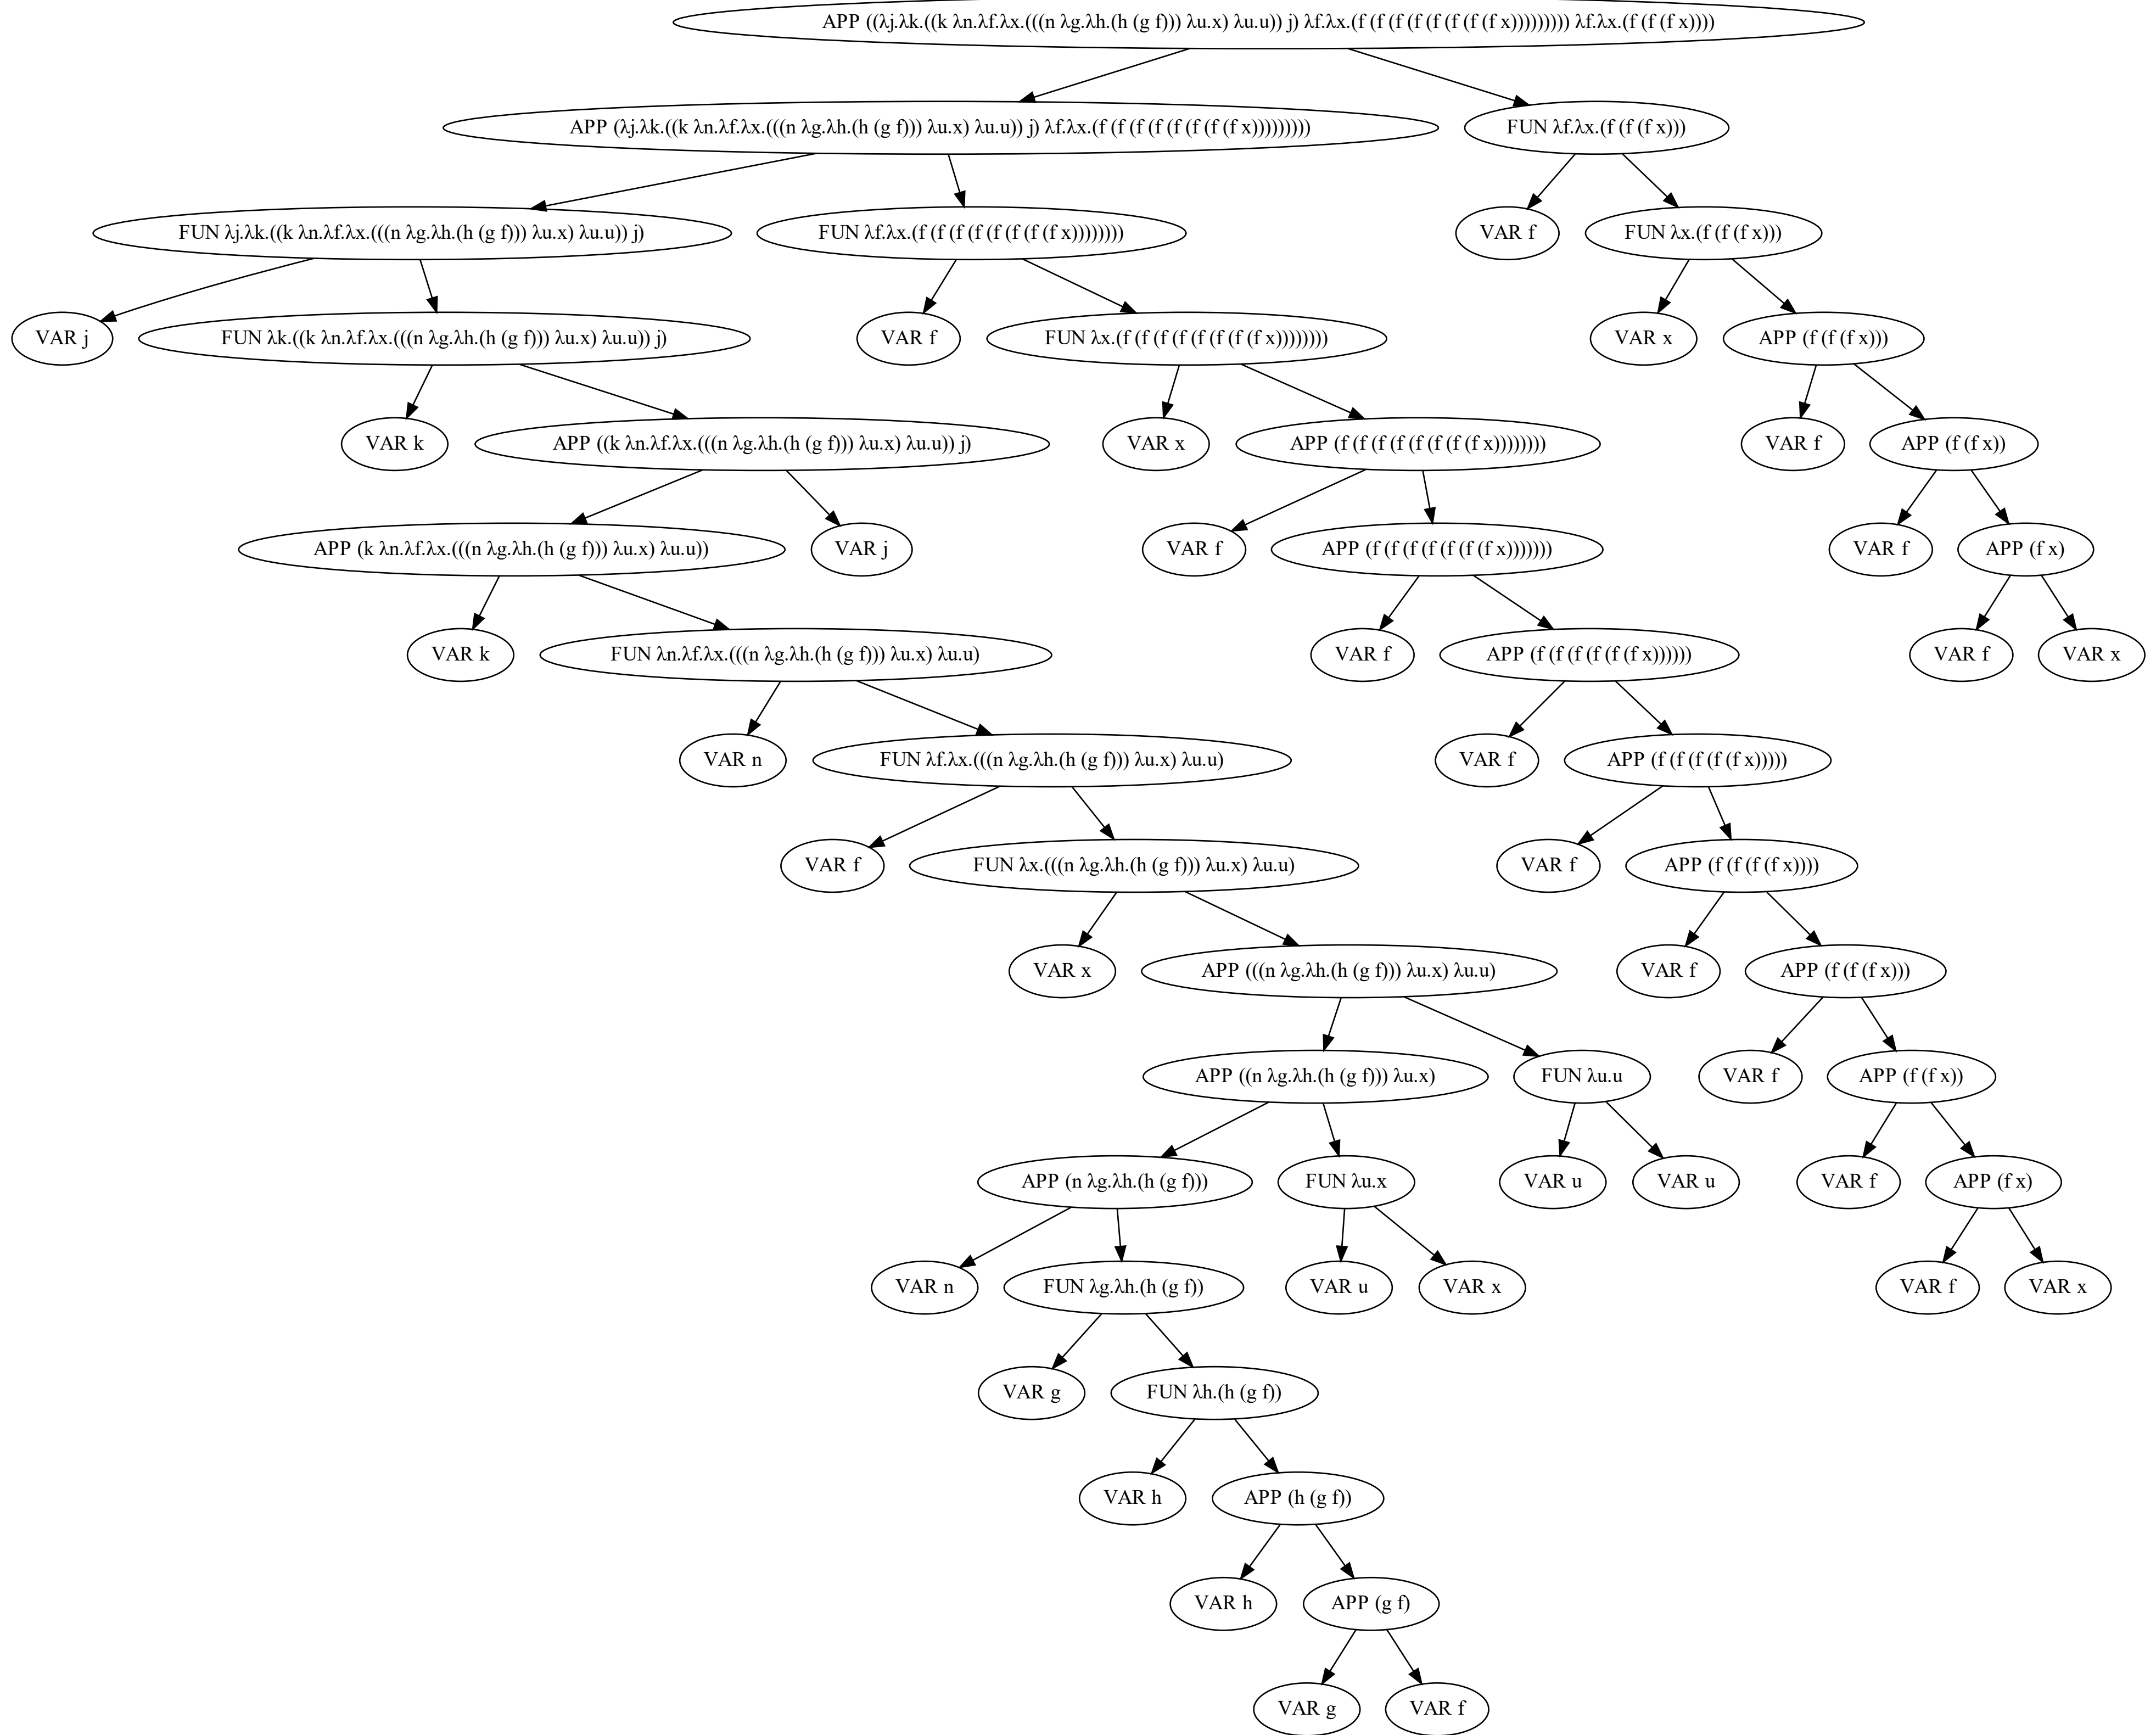 APP ((λj.λk.((k λn.λf.λx.(((n λg.λh.(h (g f))) λu.x) λu.u)) j) λf.λx.(f (f (f (f (f (f (f (f x))))))))) λf.λx.(f (f (f x))))
APP (λj.λk.((k λn.λf.λx.(((n λg.λh.(h (g f))) λu.x) λu.u)) j) λf.λx.(f (f (f (f (f (f (f (f x)))))))))
FUN λf.λx.(f (f (f x)))
FUN λj.λk.((k λn.λf.λx.(((n λg.λh.(h (g f))) λu.x) λu.u)) j)
FUN λf.λx.(f (f (f (f (f (f (f (f x))))))))
VAR f
FUN λx.(f (f (f x)))
VAR j
FUN λk.((k λn.λf.λx.(((n λg.λh.(h (g f))) λu.x) λu.u)) j)
VAR f
FUN λx.(f (f (f (f (f (f (f (f x))))))))
VAR x
APP (f (f (f x)))
VAR k
APP ((k λn.λf.λx.(((n λg.λh.(h (g f))) λu.x) λu.u)) j)
VAR x
APP (f (f (f (f (f (f (f (f x))))))))
VAR f
APP (f (f x))
APP (k λn.λf.λx.(((n λg.λh.(h (g f))) λu.x) λu.u))
VAR j
VAR f
APP (f (f (f (f (f (f (f x)))))))
VAR f
APP (f x)
VAR k
FUN λn.λf.λx.(((n λg.λh.(h (g f))) λu.x) λu.u)
VAR f
APP (f (f (f (f (f (f x))))))
VAR f
VAR x
VAR n
FUN λf.λx.(((n λg.λh.(h (g f))) λu.x) λu.u)
VAR f
APP (f (f (f (f (f x)))))
VAR f
FUN λx.(((n λg.λh.(h (g f))) λu.x) λu.u)
VAR f
APP (f (f (f (f x))))
VAR x
APP (((n λg.λh.(h (g f))) λu.x) λu.u)
VAR f
APP (f (f (f x)))
APP ((n λg.λh.(h (g f))) λu.x)
FUN λu.u
VAR f
APP (f (f x))
APP (n λg.λh.(h (g f)))
FUN λu.x
VAR u
VAR u
VAR f
APP (f x)
VAR n
FUN λg.λh.(h (g f))
VAR u
VAR x
VAR f
VAR x
VAR g
FUN λh.(h (g f))
VAR h
APP (h (g f))
VAR h
APP (g f)
VAR g
VAR f